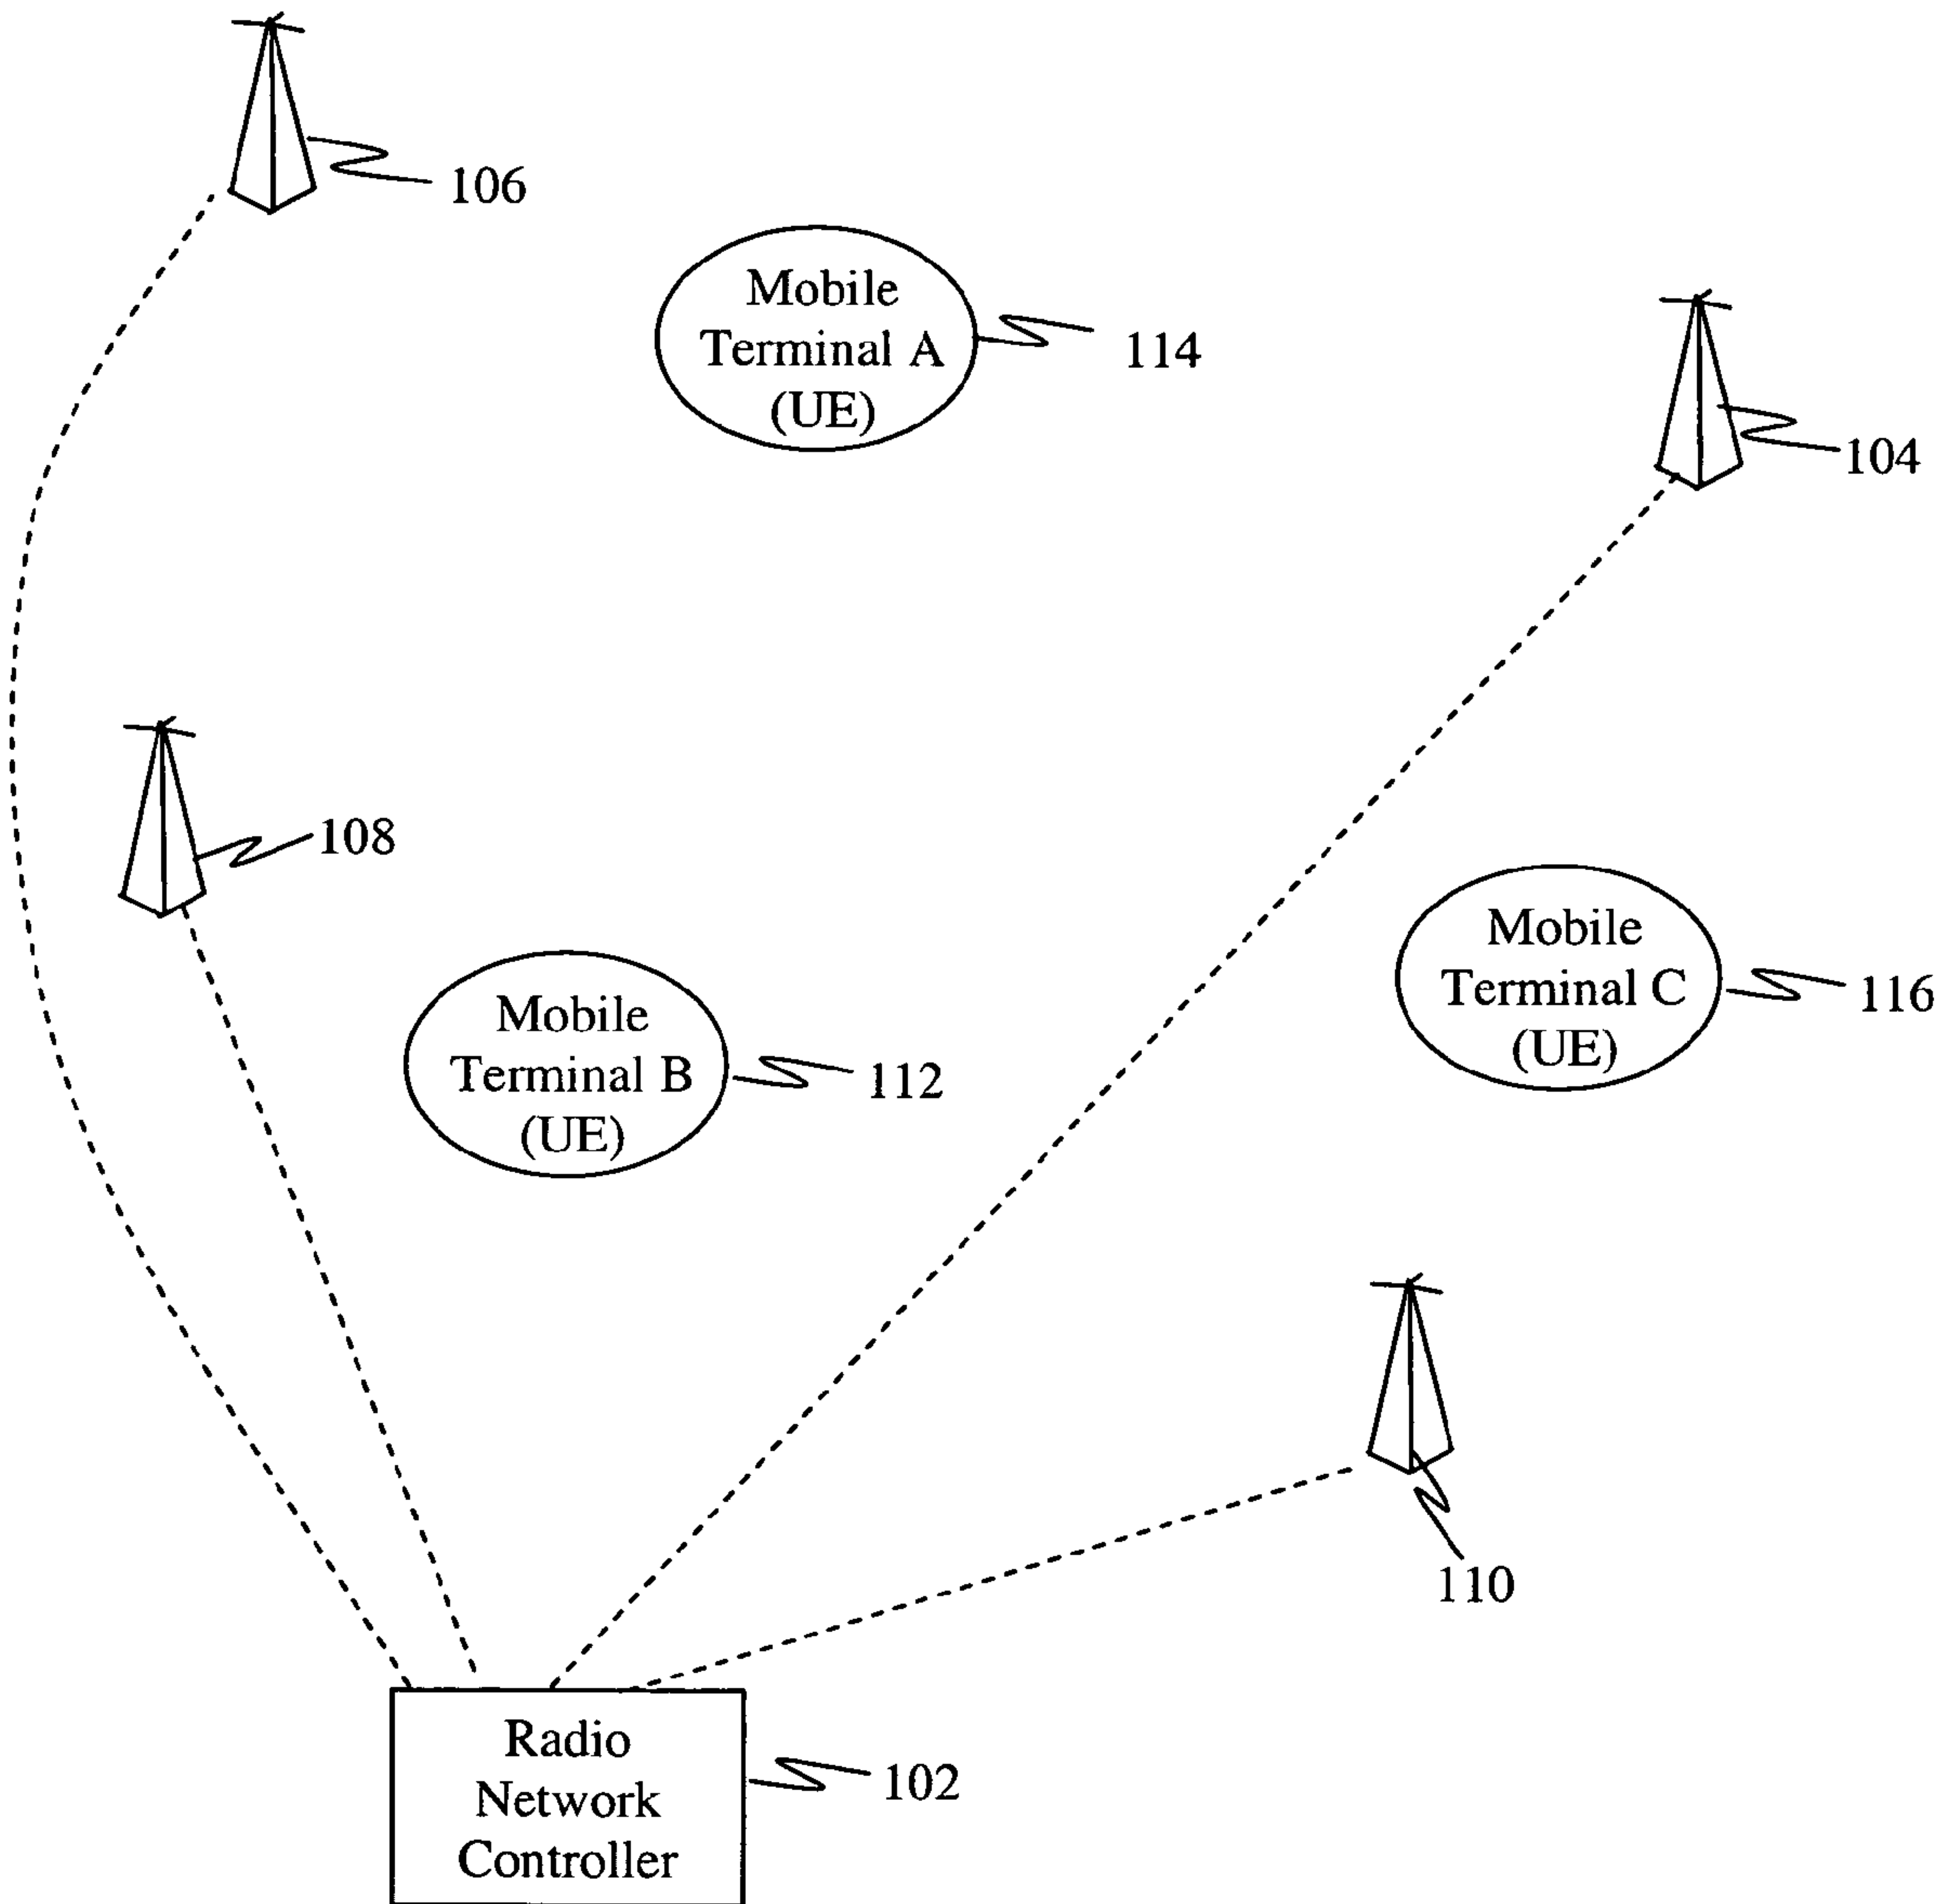 106
Mobile
Terminal A
(UE)
114
104
108
Mobile
Terminal C
(UE)
116
Mobile
Terminal B
(UE)
112
110
Radio
Network
Controller
102